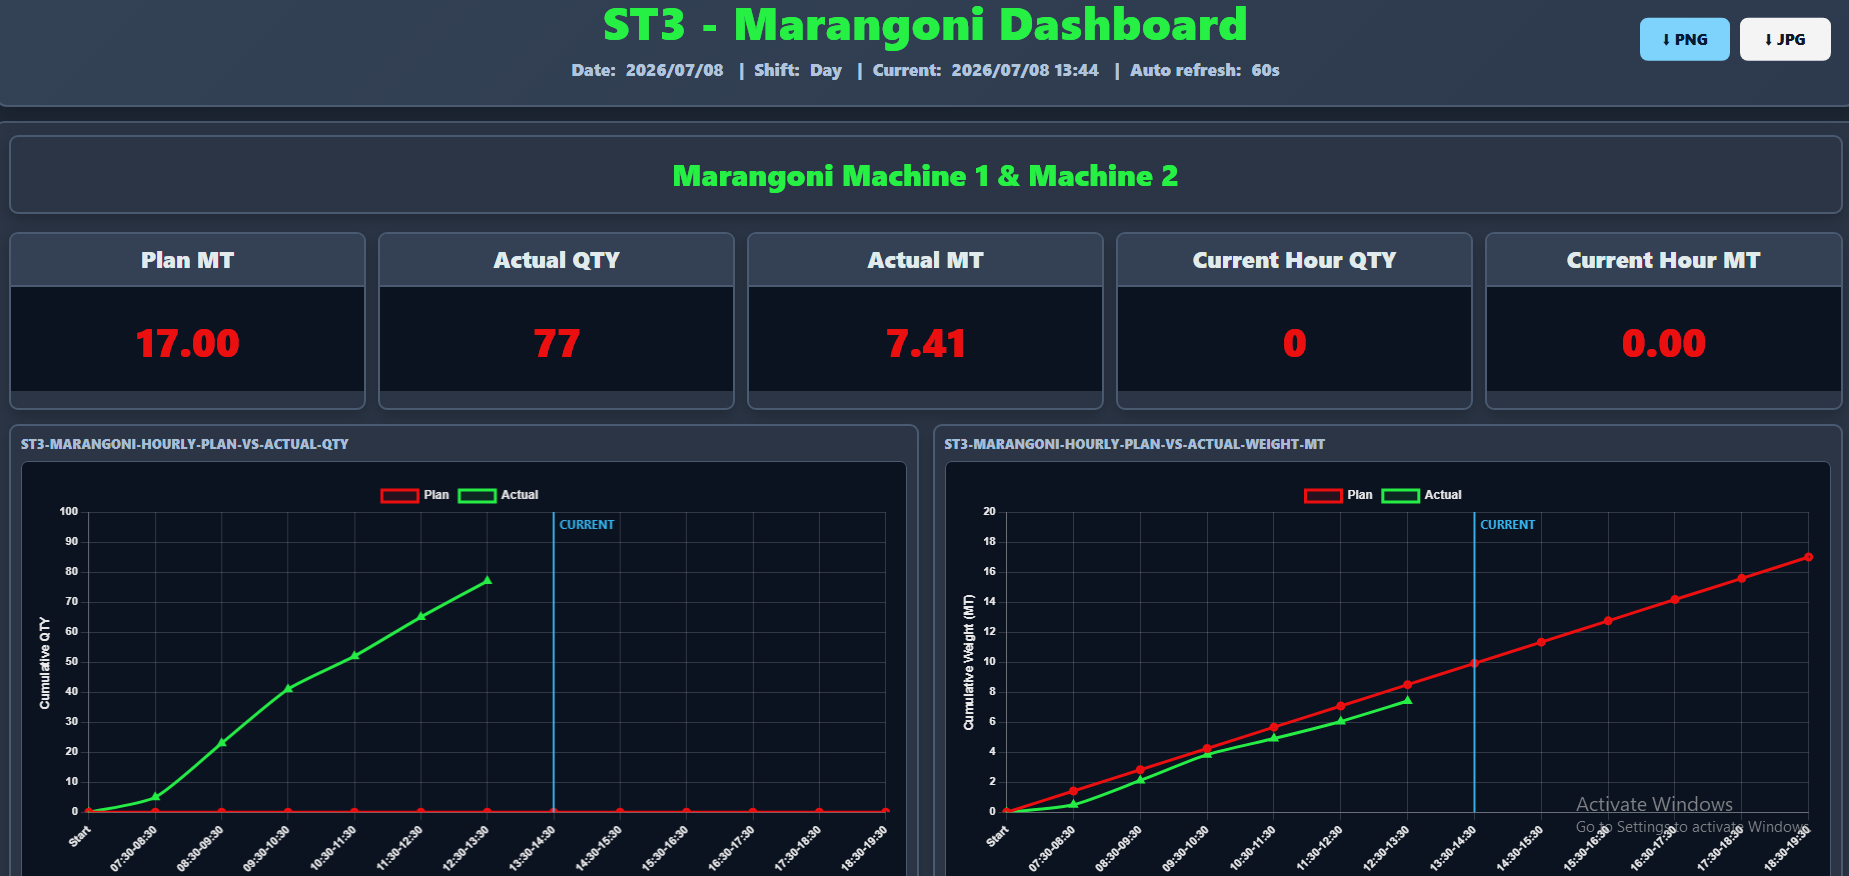 ST3 - Marangoni Dashboard
Date: 2026/07/08 | Shift: Day | Current: 2026/07/08 13:44 | Auto refresh: 60s
⬇ PNG
⬇ JPG
Marangoni Machine 1 & Machine 2
Plan MT
17.00
Actual QTY
77
Actual MT
7.41
Current Hour QTY
0
Current Hour MT
0.00
ST3-MARANGONI-HOURLY-PLAN-VS-ACTUAL-QTY
Plan Actual
CURRENT
Cumulative QTY
100
90
80
70
60
50
40
30
20
10
0
Start
07:30-08:30
08:30-09:30
09:30-10:30
10:30-11:30
11:30-12:30
12:30-13:30
13:30-14:30
14:30-15:30
15:30-16:30
16:30-17:30
17:30-18:30
18:30-19:30
ST3-MARANGONI-HOURLY-PLAN-VS-ACTUAL-WEIGHT-MT
Plan Actual
CURRENT
Cumulative Weight (MT)
20
18
16
14
12
10
8
6
4
2
0
Start
07:30-08:30
08:30-09:30
09:30-10:30
10:30-11:30
11:30-12:30
12:30-13:30
13:30-14:30
14:30-15:30
15:30-16:30
16:30-17:30
17:30-18:30
18:30-19:30
Activate Windows
Go to Settings to activate Windows.